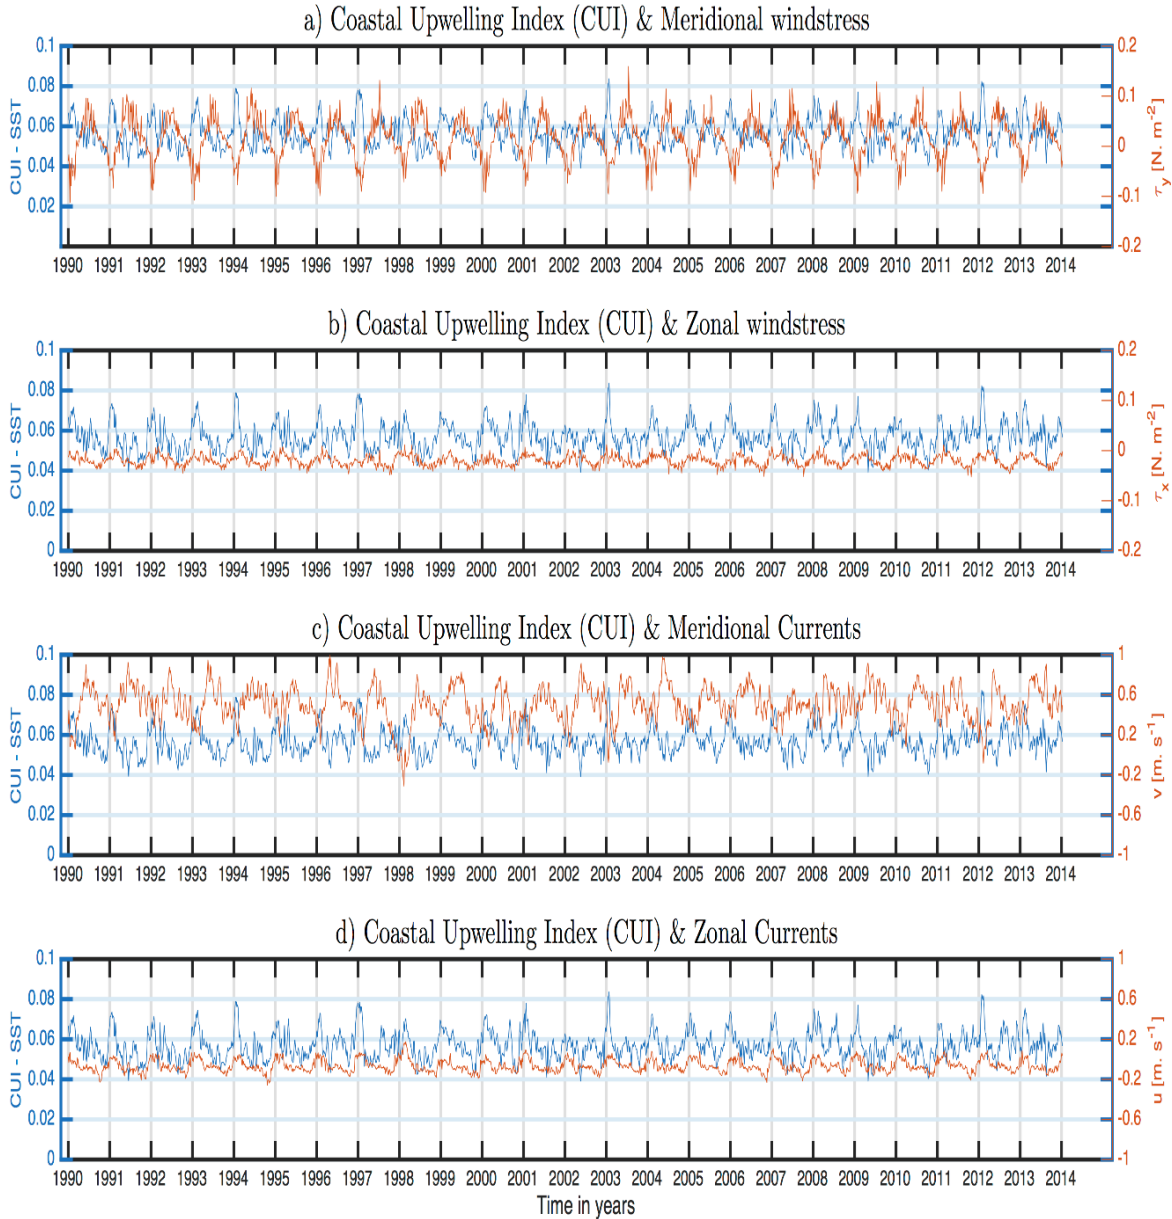 a) Coastal Upwelling Index (CUI) & Meridional windstress
0.1
0.08
0.06
0.04
0.02
CUI - SST
0.2
0.1
0
-0.1
-0.2
τy [N. m-2]
1990 1991 1992 1993 1994 1995 1996 1997 1998 1999 2000 2001 2002 2003 2004 2005 2006 2007 2008 2009 2010 2011 2012 2013 2014
b) Coastal Upwelling Index (CUI) & Zonal windstress
0.1
0.08
0.06
0.04
0.02
0
CUI - SST
0.2
0.1
0
-0.1
-0.2
τx [N. m-2]
1990 1991 1992 1993 1994 1995 1996 1997 1998 1999 2000 2001 2002 2003 2004 2005 2006 2007 2008 2009 2010 2011 2012 2013 2014
c) Coastal Upwelling Index (CUI) & Meridional Currents
0.1
0.08
0.06
0.04
0.02
0
CUI - SST
1
0.6
0.2
-0.2
-0.6
-1
v [m. s-1]
1990 1991 1992 1993 1994 1995 1996 1997 1998 1999 2000 2001 2002 2003 2004 2005 2006 2007 2008 2009 2010 2011 2012 2013 2014
d) Coastal Upwelling Index (CUI) & Zonal Currents
0.1
0.08
0.06
0.04
0.02
0
CUI - SST
1
0.6
0.2
-0.2
-0.6
-1
u [m. s-1]
1990 1991 1992 1993 1994 1995 1996 1997 1998 1999 2000 2001 2002 2003 2004 2005 2006 2007 2008 2009 2010 2011 2012 2013 2014
Time in years